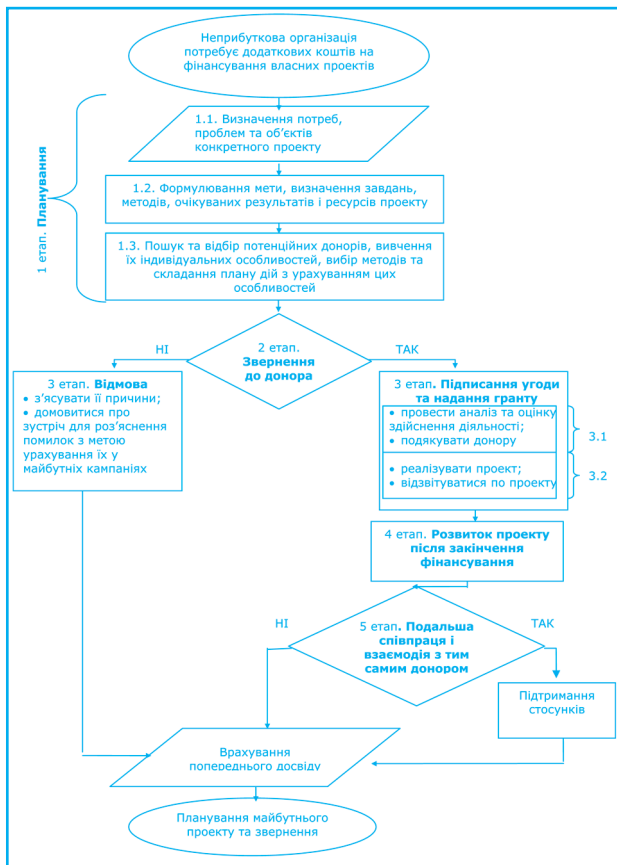 Неприбуткова організація
потребує додаткових коштів на
фінансування власних проектів
1 етап. Планування
1.1. Визначення потреб,
проблем та об’єктів
конкретного проекту
1.2. Формулювання мети, визначення завдань,
методів, очікуваних результатів і ресурсів проекту
1.3. Пошук та відбір потенційних донорів, вивчення
їх індивідуальних особливостей, вибір методів та
складання плану дій з урахуванням цих
особливостей
НІ
2 етап.
Звернення
до донора
ТАК
3 етап. Відмова
• з’ясувати її причини;
• домовитися про
зустріч для роз’яснення
помилок з метою
урахування їх у
майбутніх кампаніях
3 етап. Підписання угоди
та надання гранту
• провести аналіз та оцінку
здійснення діяльності;
• подякувати донору
3.1
• реалізувати проект;
• відзвітуватися по проекту
3.2
4 етап. Розвиток проекту
після закінчення
фінансування
НІ
5 етап. Подальша
співпраця і
взаємодія з тим
самим донором
ТАК
Підтримання
стосунків
Врахування
попереднього досвіду
Планування майбутнього
проекту та звернення